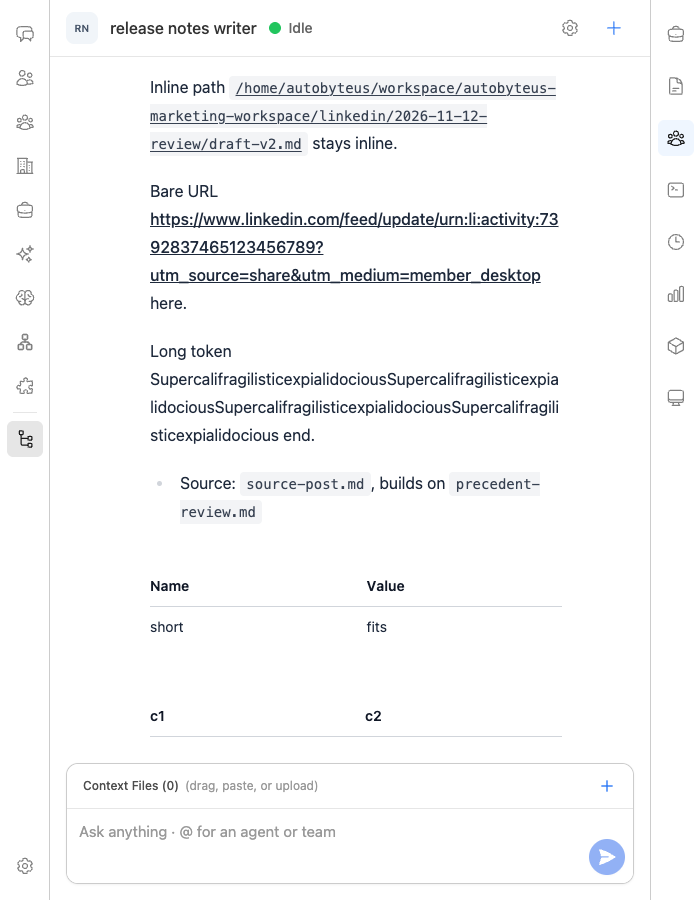 RN release notes writer Idle
Inline path /home/autobyteus/workspace/autobyteus-
marketing-workspace/linkedin/2026-11-12-
review/draft-v2.md stays inline.
Bare URL
https://www.linkedin.com/feed/update/urn:li:activity:73
92837465123456789?
utm_source=share&utm_medium=member_desktop
here.
Long token
SupercalifragilisticexpialidociousSupercalifragilisticexpia
lidociousSupercalifragilisticexpialidociousSupercalifragili
sticexpialidocious end.
Source: source-post.md, builds on precedent-
review.md
Name Value
short fits
c1 c2
Context Files (0) (drag, paste, or upload)
Ask anything · @ for an agent or team